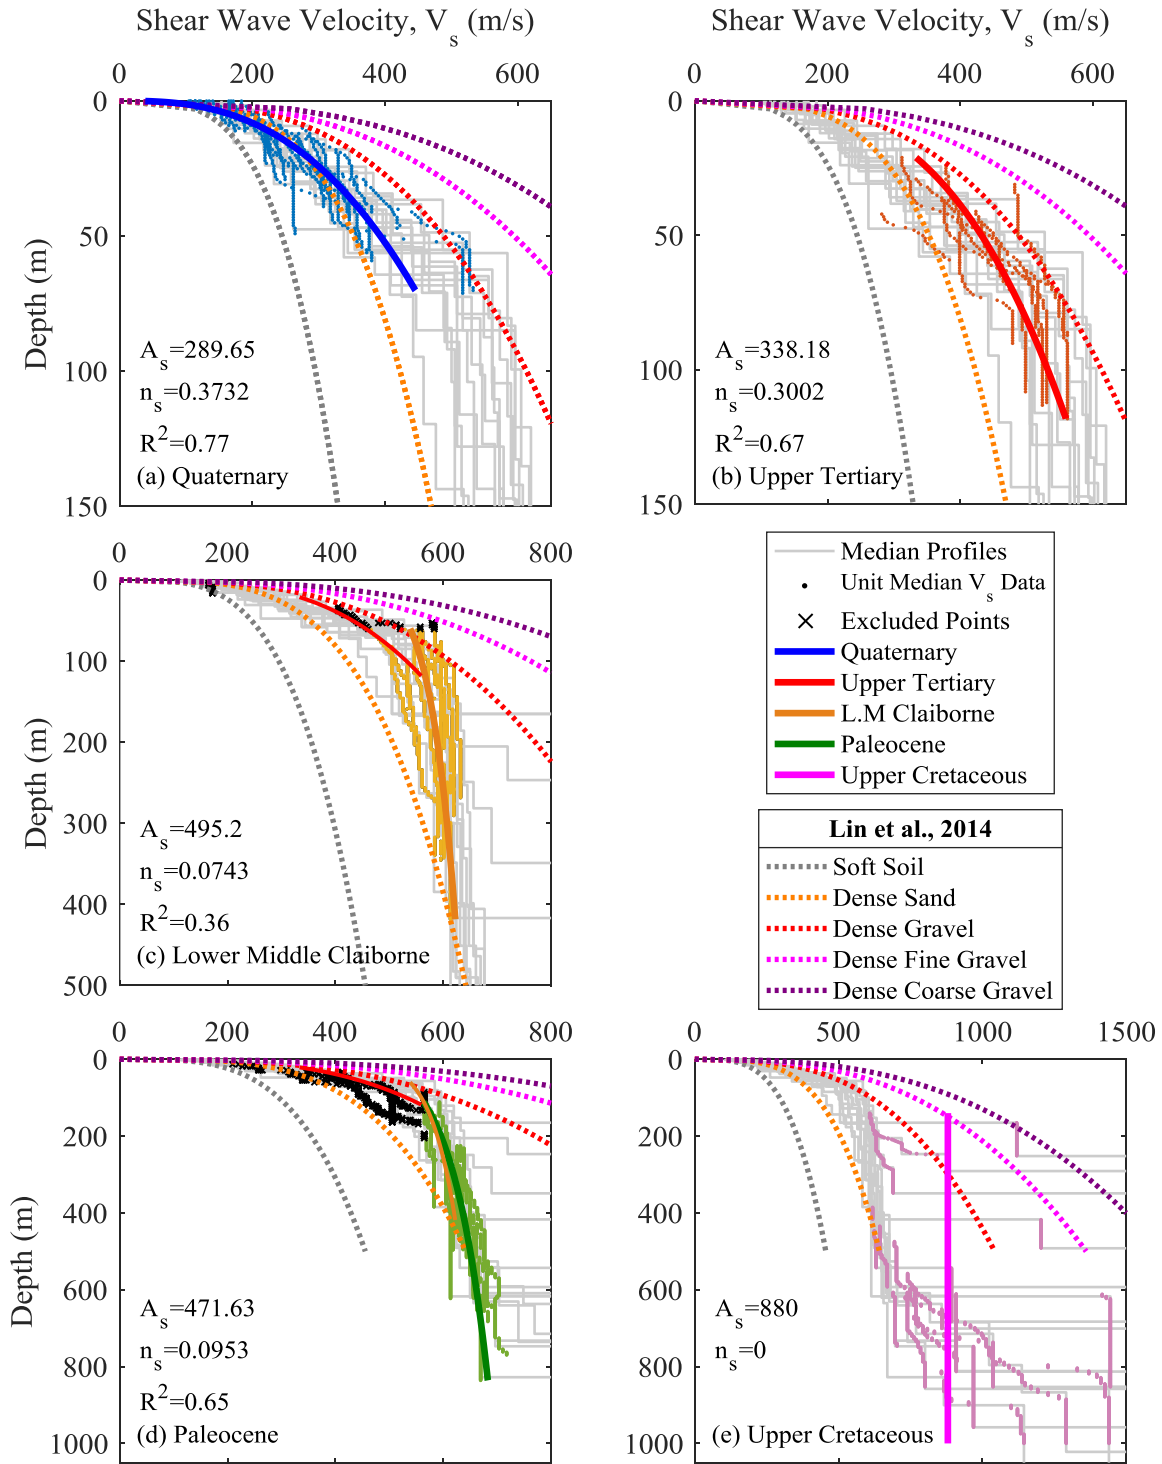 Shear Wave Velocity, Vs (m/s)
Shear Wave Velocity, Vs (m/s)
0 200 400 600
0 200 400 600
0
50
100
150
Depth (m)
As=289.65
ns=0.3732
R2=0.77
(a) Quaternary
0
50
100
150
As=338.18
ns=0.3002
R2=0.67
(b) Upper Tertiary
0 200 400 600 800
0
100
200
300
400
500
Depth (m)
As=495.2
ns=0.0743
R2=0.36
(c) Lower Middle Claiborne
Median Profiles
Unit Median Vs Data
Excluded Points
Quaternary
Upper Tertiary
L.M Claiborne
Paleocene
Upper Cretaceous
Lin et al., 2014
Soft Soil
Dense Sand
Dense Gravel
Dense Fine Gravel
Dense Coarse Gravel
0 200 400 600 800
0
200
400
600
800
1000
Depth (m)
As=471.63
ns=0.0953
R2=0.65
(d) Paleocene
0 500 1000 1500
0
200
400
600
800
1000
As=880
ns=0
(e) Upper Cretaceous